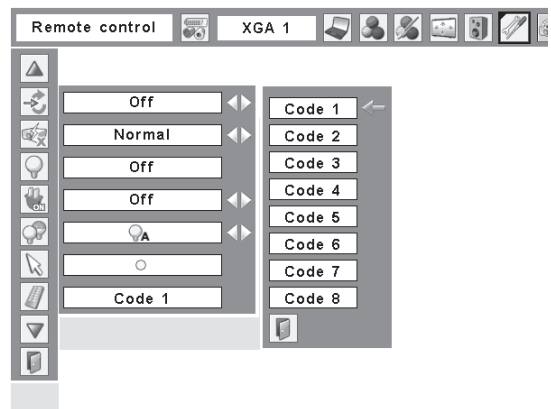 Remote control
XGA 1
Off
Normal
Off
Off
A
Code 1
Code 1
Code 2
Code 3
Code 4
Code 5
Code 6
Code 7
Code 8
ON